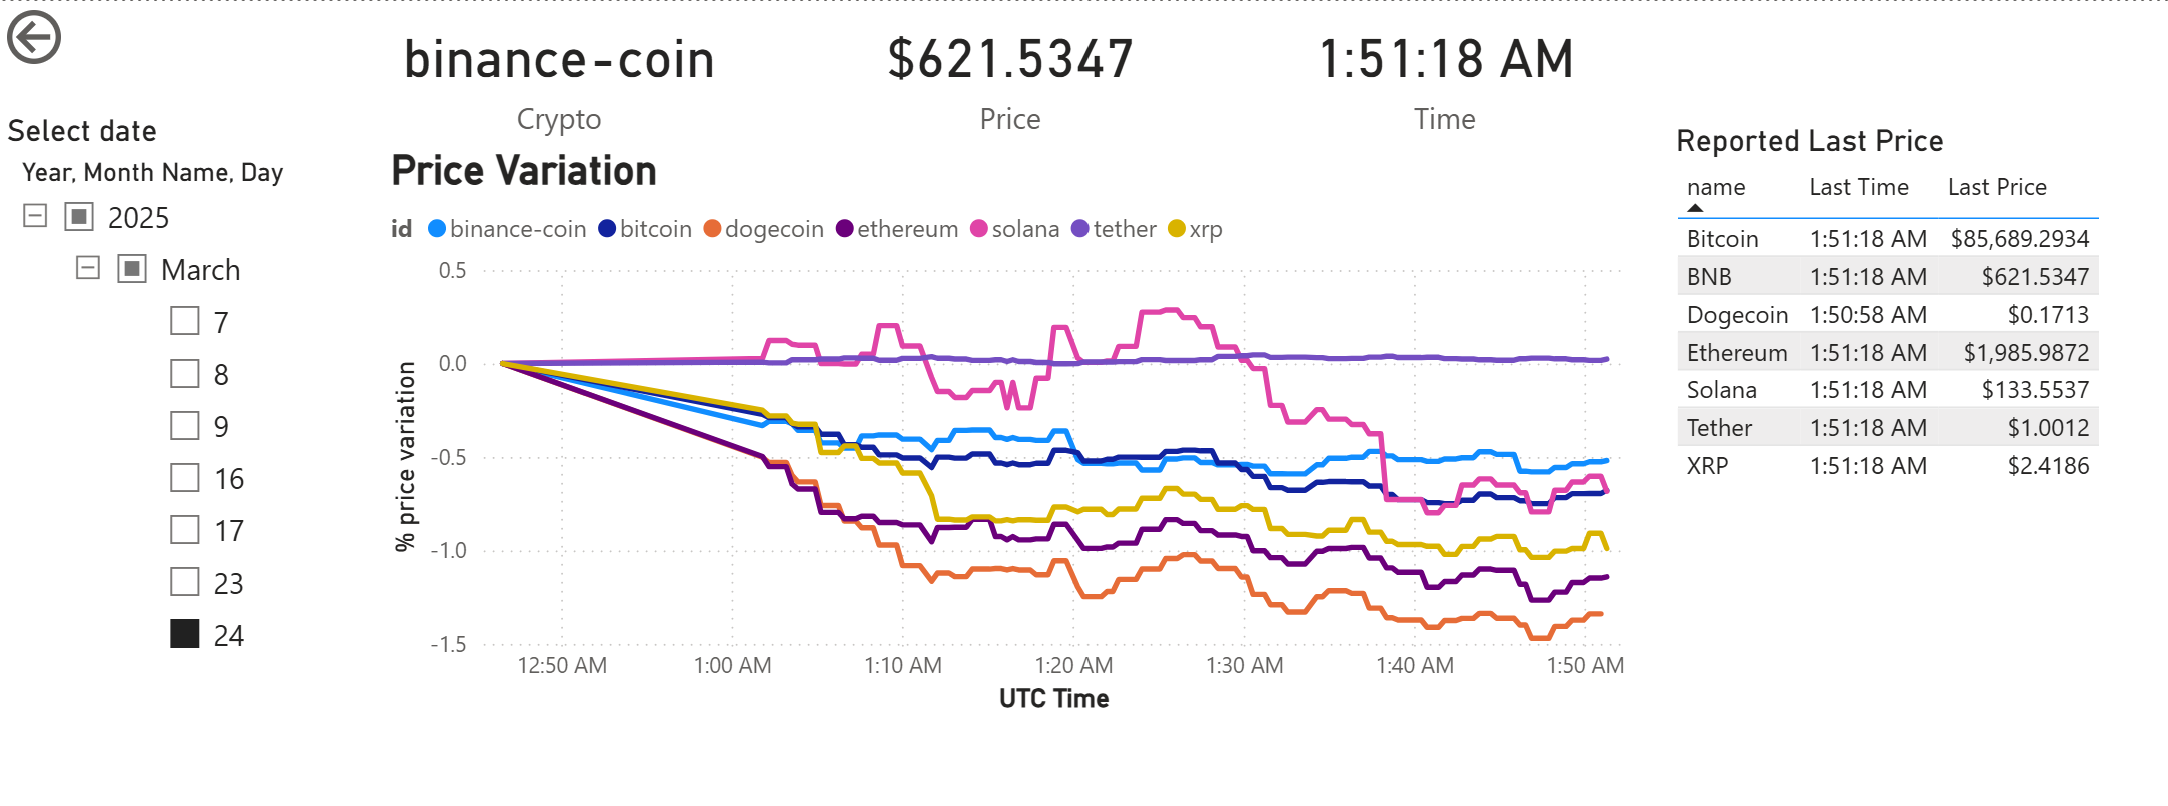 binance-coin
Crypto
$621.5347
Price
1:51:18 AM
Time
Select date
Year, Month Name, Day
2025
March
7
8
9
16
17
23
24
Price Variation
id binance-coin bitcoin dogecoin ethereum solana tether xrp
% price variation
0.5
0.0
-0.5
-1.0
-1.5
12:50 AM 1:00 AM 1:10 AM 1:20 AM 1:30 AM 1:40 AM 1:50 AM
UTC Time
Reported Last Price
name Last Time Last Price
Bitcoin 1:51:18 AM $85,689.2934
BNB 1:51:18 AM $621.5347
Dogecoin 1:50:58 AM $0.1713
Ethereum 1:51:18 AM $1,985.9872
Solana 1:51:18 AM $133.5537
Tether 1:51:18 AM $1.0012
XRP 1:51:18 AM $2.4186